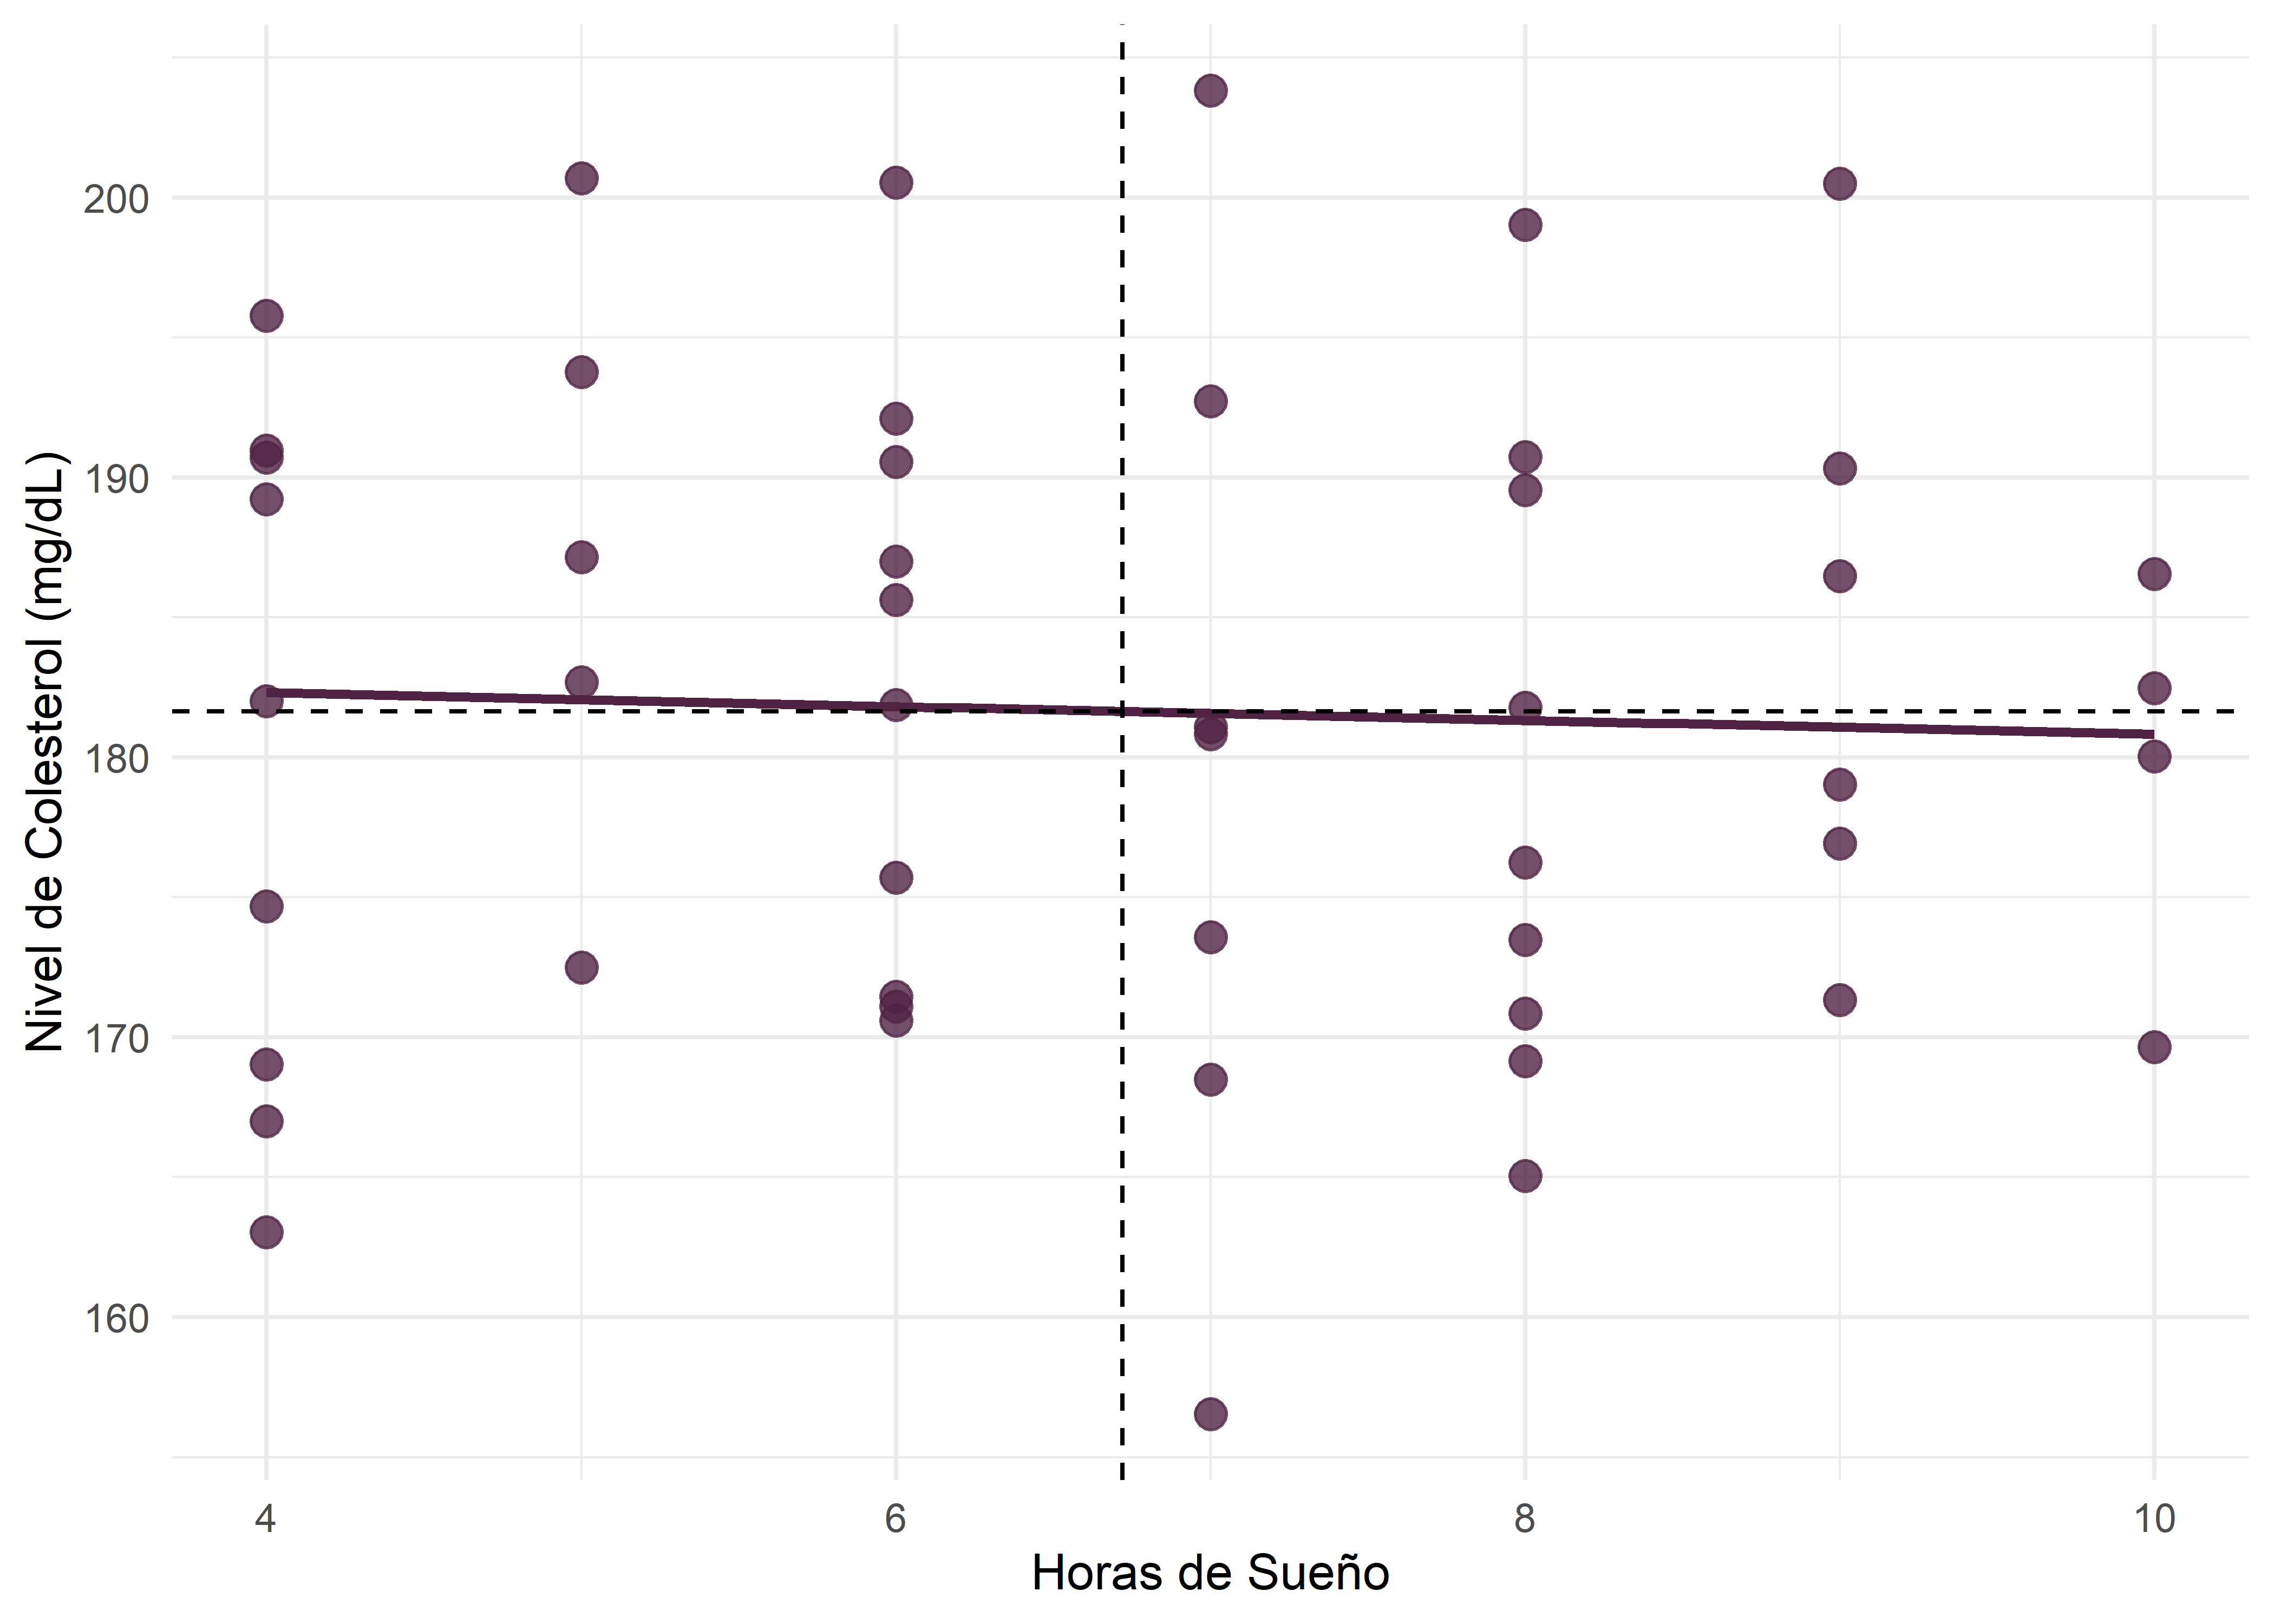 Nivel de Colesterol (mg/dL)
200
190
180
170
160
4 6 8 10
Horas de Sueño